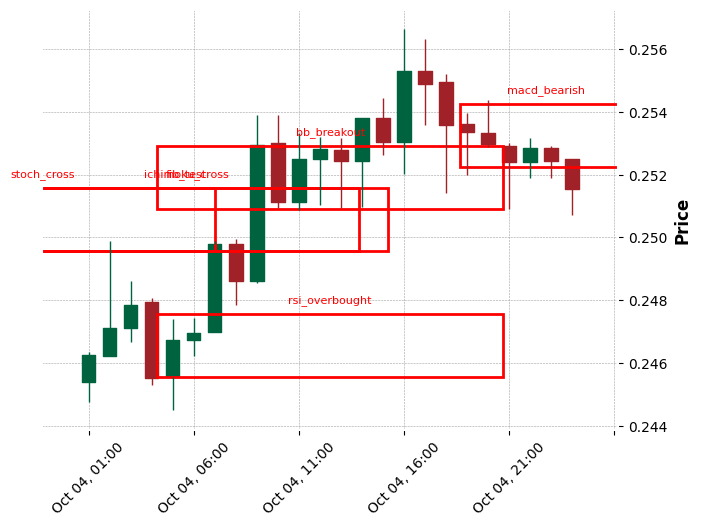 0.256
macd_bearish
0.254
bb_breakout
stoch_cross
0.252
Price
0.250
rsi_overbought
0.248
0.246
0.244
Oct 04, 01:00
Oct 04, 06:00
Oct 04, 11:00
Oct 04, 16:00
Oct 04, 21:00